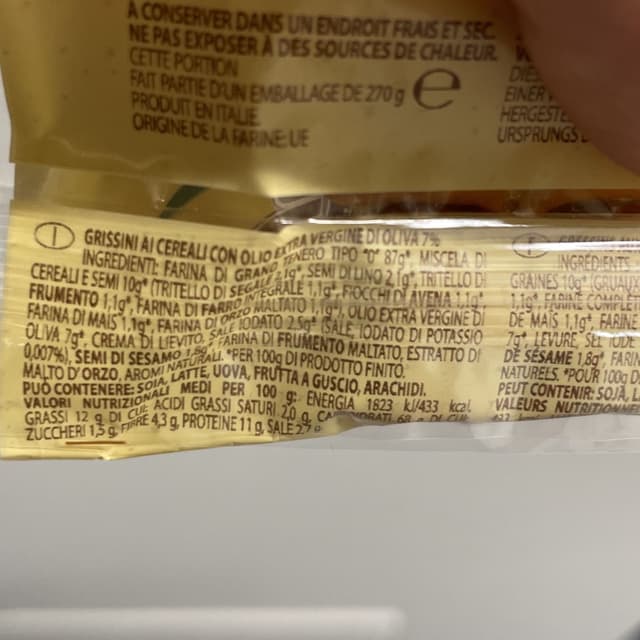 À CONSERVER DANS UN ENDROIT FRAIS ET SEC.
NE PAS EXPOSER À DES SOURCES DE CHALEUR.
CETTE PORTION
FAIT PARTIE D'UN EMBALLAGE DE 270 g e
PRODUIT EN ITALIE.
ORIGINE DE LA FARINE: UE
EINER
HERGESTE
URSPRUNGS
I GRISSINI AI CEREALI CON OLIO EXTRA VERGINE DI OLIVA 7%
INGREDIENTI: FARINA DI GRANO TENERO TIPO "0" 87g*, MISCELA DI
CEREALI E SEMI 10g* (TRITELLO DI SEGALE 2,1g*, SEMI DI LINO 2,1g*, TRITELLO DI
FRUMENTO 1,1g*, FARINA DI FARRO INTEGRALE 1,1g*, FIOCCHI DI AVENA 1,1g*,
FARINA DI MAIS 1,1g*, FARINA DI ORZO MALTATO 1,1g*), OLIO EXTRA VERGINE DI
OLIVA 7g*, CREMA DI LIEVITO, SALE IODATO 2,5g* (SALE, IODATO DI POTASSIO
0,007%), SEMI DI SESAMO FARINA DI FRUMENTO MALTATO, ESTRATTO DI
MALTO D'ORZO, AROMI NATURALI. *PER 100g DI PRODOTTO FINITO.
PUÒ CONTENERE: SOIA, LATTE, UOVA, FRUTTA A GUSCIO, ARACHIDI.
VALORI NUTRIZIONALI MEDI PER 100 g: ENERGIA 1823 kJ/433 kcal,
GRASSI 12 g DI CUI: ACIDI GRASSI SATURI 2,0 g, CARBOIDRATI 68 g DI CUI:
ZUCCHERI 1,5 g, FIBRE 4,3 g, PROTEINE 11 g, SALE 2,7 g.
F
INGRÉDIENTS
GRAINES 10g* (GRUAUX
1,1g*, FARINE COMPLÈT
DE MAÏS 1,1g*, FARINE
7g*, LEVURE, SEL
DE SÉSAME 1,8g*, FARIN
NATURELS. *POUR 100g D
PEUT CONTENIR: SOJA, L
VALEURS NUTRITIONN